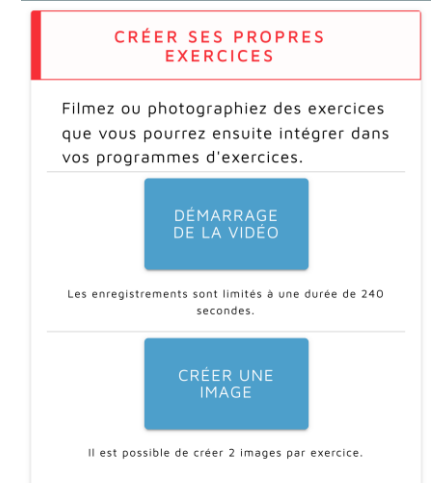 CRÉER SES PROPRES
EXERCICES
Filmez ou photographiez des exercices
que vous pourrez ensuite intégrer dans
vos programmes d'exercices.
DÉMARRAGE
DE LA VIDÉO
Les enregistrements sont limités à une durée de 240
secondes.
CRÉER UNE
IMAGE
Il est possible de créer 2 images par exercice.